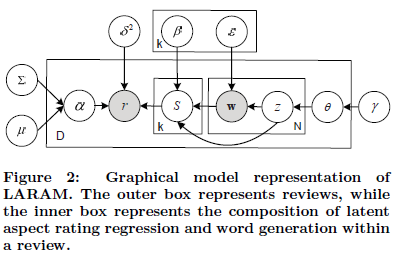 δ²
β
ε
k
Σ
α
r
S
w
z
θ
γ
μ
D
k
N
Figure 2: Graphical model representation of
LARAM. The outer box represents reviews, while
the inner box represents the composition of latent
aspect rating regression and word generation within
a review.